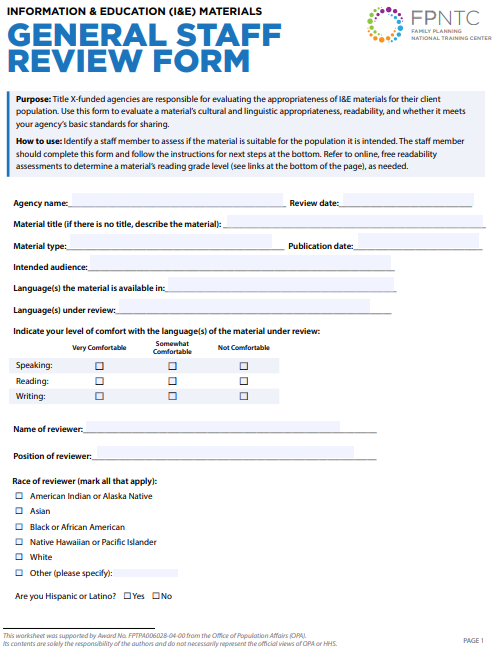 INFORMATION & EDUCATION (I&E) MATERIALS
GENERAL STAFF
REVIEW FORM
FPNTC
FAMILY PLANNING
NATIONAL TRAINING CENTER
Purpose: Title X-funded agencies are responsible for evaluating the appropriateness of I&E materials for their client
population. Use this form to evaluate a material's cultural and linguistic appropriateness, readability, and whether it meets
your agency's basic standards for sharing.
How to use: Identify a staff member to assess if the material is suitable for the population it is intended. The staff member
should complete this form and follow the instructions for next steps at the bottom. Refer to online, free readability
assessments to determine a material's reading grade level (see links at the bottom of the page), as needed.
Agency name: Review date:
Material title (if there is no title, describe the material):
Material type: Publication date:
Intended audience:
Language(s) the material is available in:
Language(s) under review:
Indicate your level of comfort with the language(s) of the material under review:
Very Comfortable Somewhat Comfortable Not Comfortable
Speaking: ☐ ☐ ☐
Reading: ☐ ☐ ☐
Writing: ☐ ☐ ☐
Name of reviewer:
Position of reviewer:
Race of reviewer (mark all that apply):
☐ American Indian or Alaska Native
☐ Asian
☐ Black or African American
☐ Native Hawaiian or Pacific Islander
☐ White
☐ Other (please specify):
Are you Hispanic or Latino? ☐ Yes ☐ No
This worksheet was supported by Award No. FPTPA006028-04-00 from the Office of Population Affairs (OPA).
Its contents are solely the responsibility of the authors and do not necessarily represent the official views of OPA or HHS.
PAGE 1